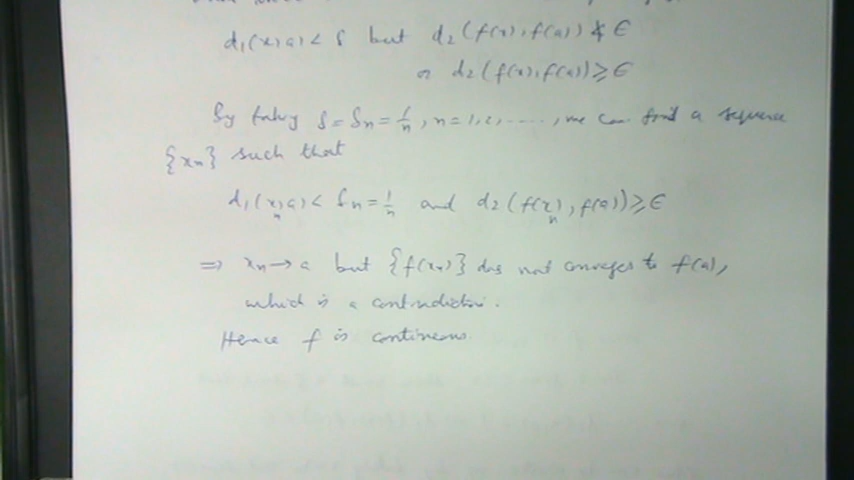 d₁(x, a) < δ but d₂(f(x), f(a)) ≮ ϵ
or d₂(f(x), f(a)) ⩾ ϵ
By taking δ = δn = 1/n, n = 1, 2, ....., we can find a sequence
{xn} such that
d₁(xn, a) < δn = 1/n and d₂(f(xn), f(a)) ⩾ ϵ
⇒ xn → a but {f(xn)} does not converges to f(a),
which is a contradiction.
Hence f is continuous.